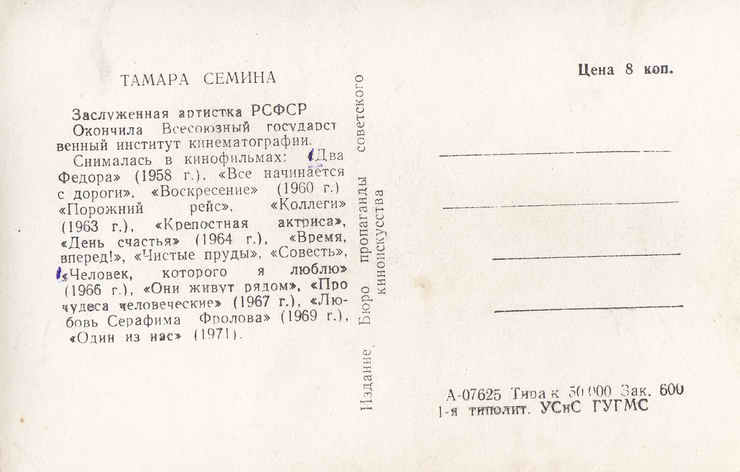 ТАМАРА СЕМИНА
Заслуженная артистка РСФСР
Окончила Всесоюзный государст
венный институт кинематографии.
Снималась в кинофильмах: «Два
Федора» (1958 г.), «Все начинается
с дороги», «Воскресение» (1960 г.)
«Порожний рейс», «Коллеги»
(1963 г.), «Крепостная актриса»,
«День счастья» (1964 г.), «Время,
вперед!», «Чистые пруды», «Совесть»,
«Человек, которого я люблю»
(1966 г.), «Они живут рядом», «Про
чудеса человеческие» (1967 г.), «Лю-
бовь Серафима Фролова» (1969 г.),
«Один из нас» (1971).
Издание Бюро пропаганды советского
киноискусства
Цена 8 коп.
А-07625 Тираж 50 000 Зак. 600
1-я типолит. УСиС ГУГМС